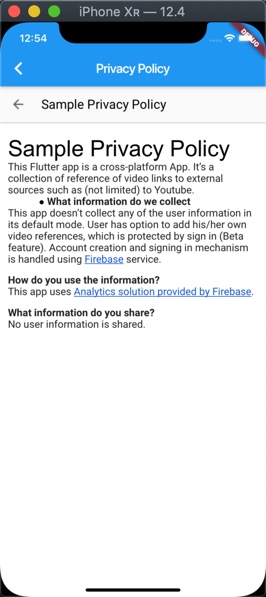 iPhone XR — 12.4
12:54
DEBUG
Privacy Policy
Sample Privacy Policy
Sample Privacy Policy
This Flutter app is a cross-platform App. It's a
collection of reference of video links to external
sources such as (not limited) to Youtube.
● What information do we collect
This app doesn't collect any of the user information in
its default mode. User has option to add his/her own
video references, which is protected by sign in (Beta
feature). Account creation and signing in mechanism
is handled using Firebase service.
How do you use the information?
This app uses Analytics solution provided by Firebase.
What information do you share?
No user information is shared.